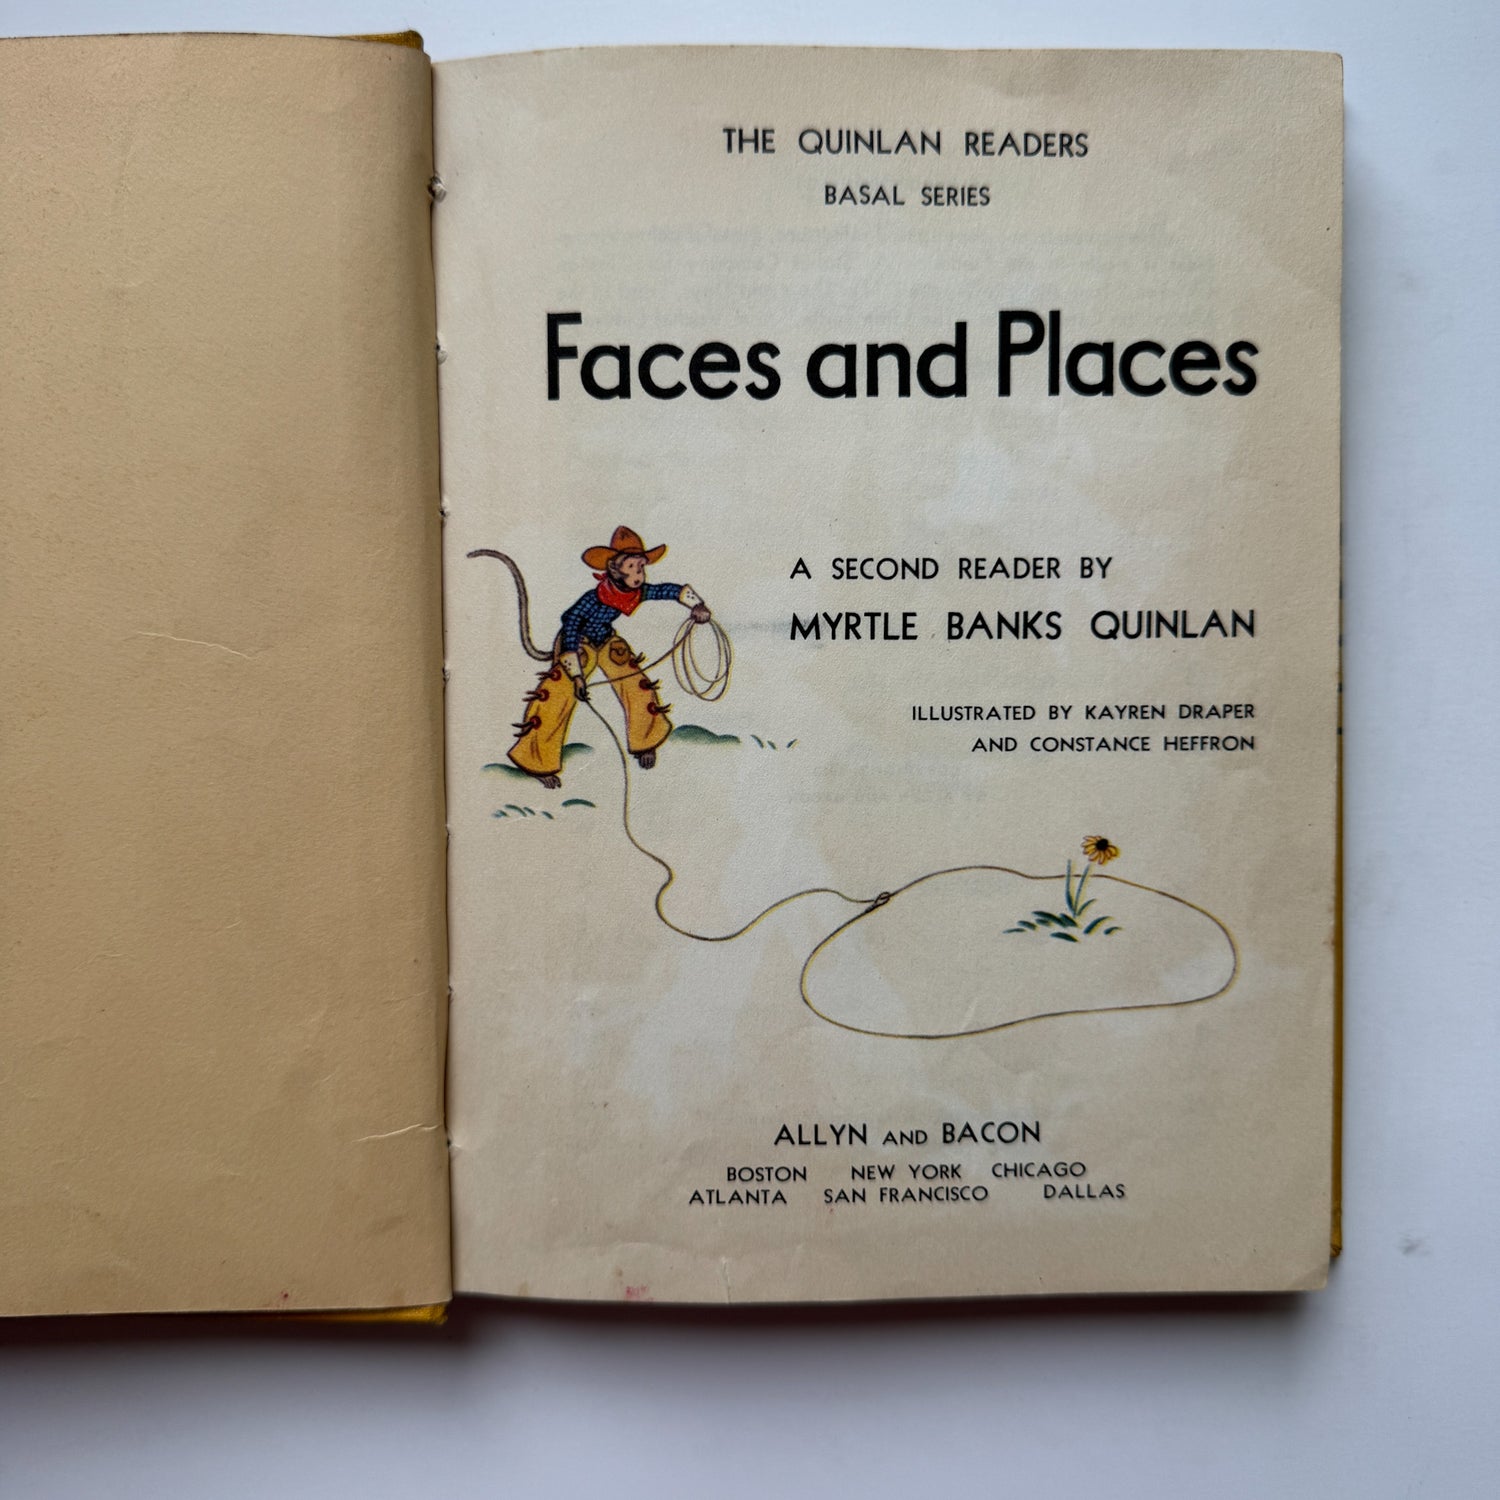 THE QUINLAN READERS
BASAL SERIES
Faces and Places
A SECOND READER BY
MYRTLE BANKS QUINLAN
ILLUSTRATED BY KAYREN DRAPER
AND CONSTANCE HEFFRON
ALLYN AND BACON
BOSTON NEW YORK CHICAGO
ATLANTA SAN FRANCISCO DALLAS